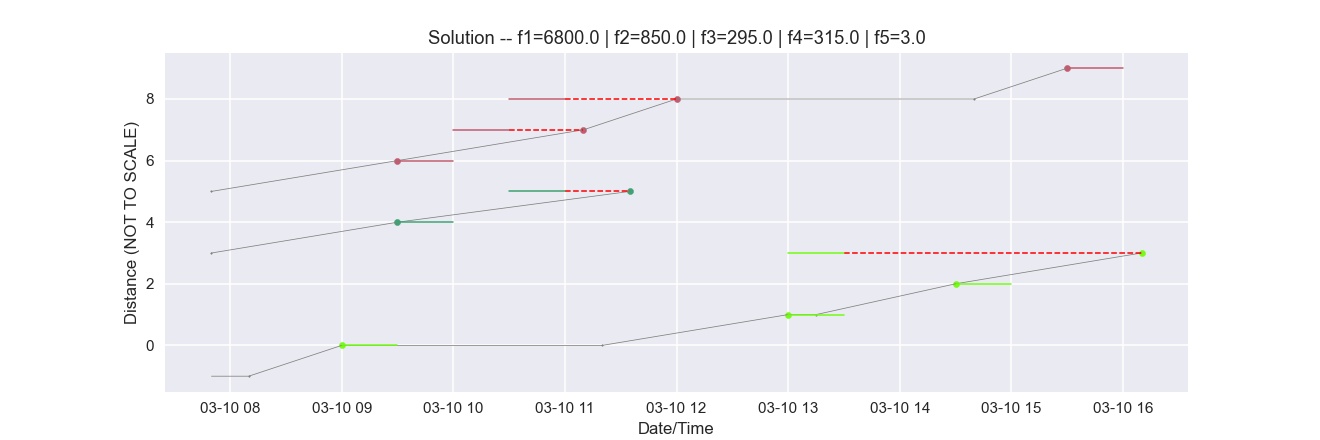 Solution -- f1=6800.0 | f2=850.0 | f3=295.0 | f4=315.0 | f5=3.0
Distance (NOT TO SCALE)
8
6
4
2
0
03-10 08 03-10 09 03-10 10 03-10 11 03-10 12 03-10 13 03-10 14 03-10 15 03-10 16
Date/Time